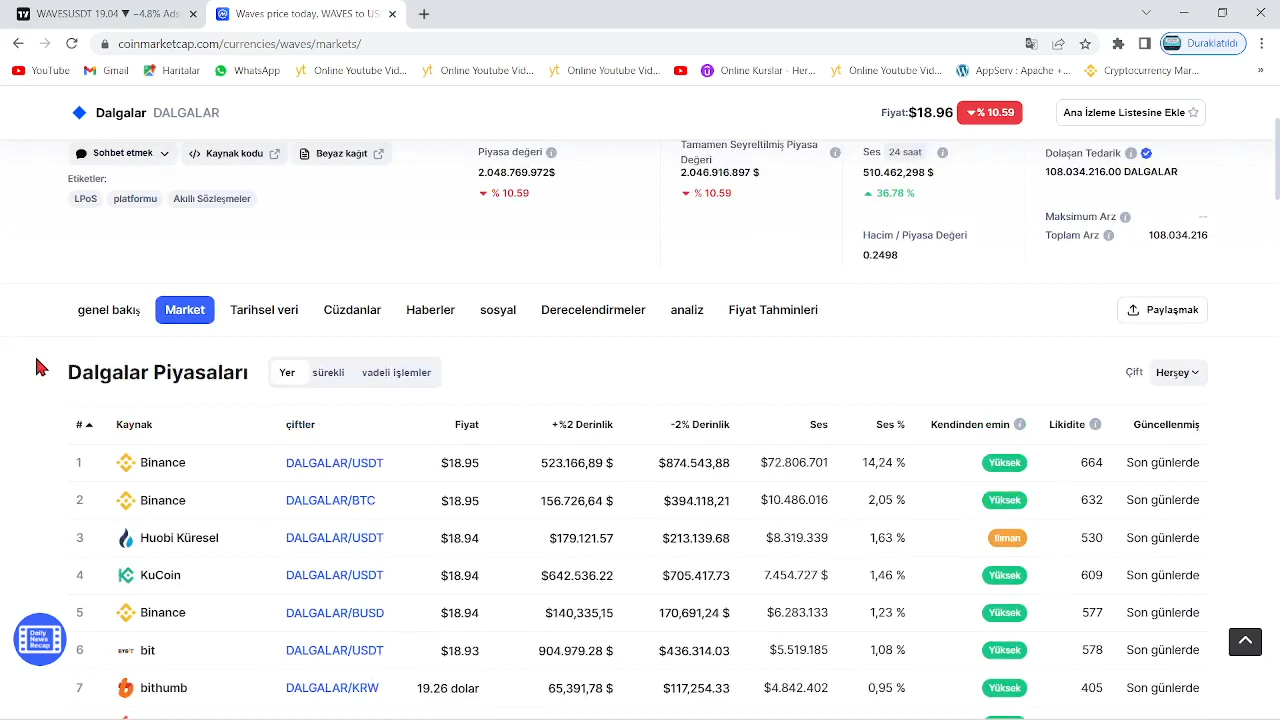 WAVESUSDT 19.04 ▼ −4.8% Ads
Waves price today, WAVES to US
coinmarketcap.com/currencies/waves/markets/
Duraklatıldı
YouTube
Gmail
Haritalar
WhatsApp
Online Youtube Vid...
Online Youtube Vid...
Online Youtube Vid...
Online Kurslar - Her...
Online Youtube Vid...
AppServ : Apache +...
Cryptocurrency Mar...
»
Dalgalar DALGALAR
Fiyat:$18.96 % 10.59
Ana İzleme Listesine Ekle
Sohbet etmek
Kaynak kodu
Beyaz kağıt
Etiketler:
LPoS platformu Akıllı Sözleşmeler
Piyasa değeri
2.048.769.972$
% 10.59
Tamamen Seyreltilmiş Piyasa
Değeri
2.046.916.897 $
% 10.59
Ses 24 saat
510.462,298 $
36.78 %
Hacim / Piyasa Değeri
0.2498
Dolaşan Tedarik
108.034.216.00 DALGALAR
Maksimum Arz --
Toplam Arz 108.034.216
genel bakış Market Tarihsel veri Cüzdanlar Haberler sosyal Derecelendirmeler analiz Fiyat Tahminleri
Paylaşmak
Dalgalar Piyasaları
Yer sürekli vadeli işlemler
Çift Herşey
# Kaynak çiftler Fiyat +%2 Derinlik -2% Derinlik Ses Ses % Kendinden emin Likidite Güncellenmiş
1 Binance DALGALAR/USDT $18.95 523.166,89 $ $874.543,88 $72.806.701 14,24 % Yüksek 664 Son günlerde
2 Binance DALGALAR/BTC $18.95 156.726,64 $ $394.118,21 $10.486.016 2,05 % Yüksek 632 Son günlerde
3 Huobi Küresel DALGALAR/USDT $18.94 $179.121.57 $213.139.68 $8.319.339 1,63 % Ilıman 530 Son günlerde
4 KuCoin DALGALAR/USDT $18.94 $642.536.22 $705.417.73 7.454.727 $ 1,46 % Yüksek 609 Son günlerde
5 Binance DALGALAR/BUSD $18.94 $140,335,15 170,691,24 $ $6.283.133 1,23 % Yüksek 577 Son günlerde
6 bit DALGALAR/USDT $18.93 904.979.28 $ $436.314.03 $5.519.185 1,08 % Yüksek 578 Son günlerde
7 bithumb DALGALAR/KRW 19.26 dolar 65,391,78 $ $117,254.33 $4.842.402 0,95 % Yüksek 405 Son günlerde
Daily
News
Recap